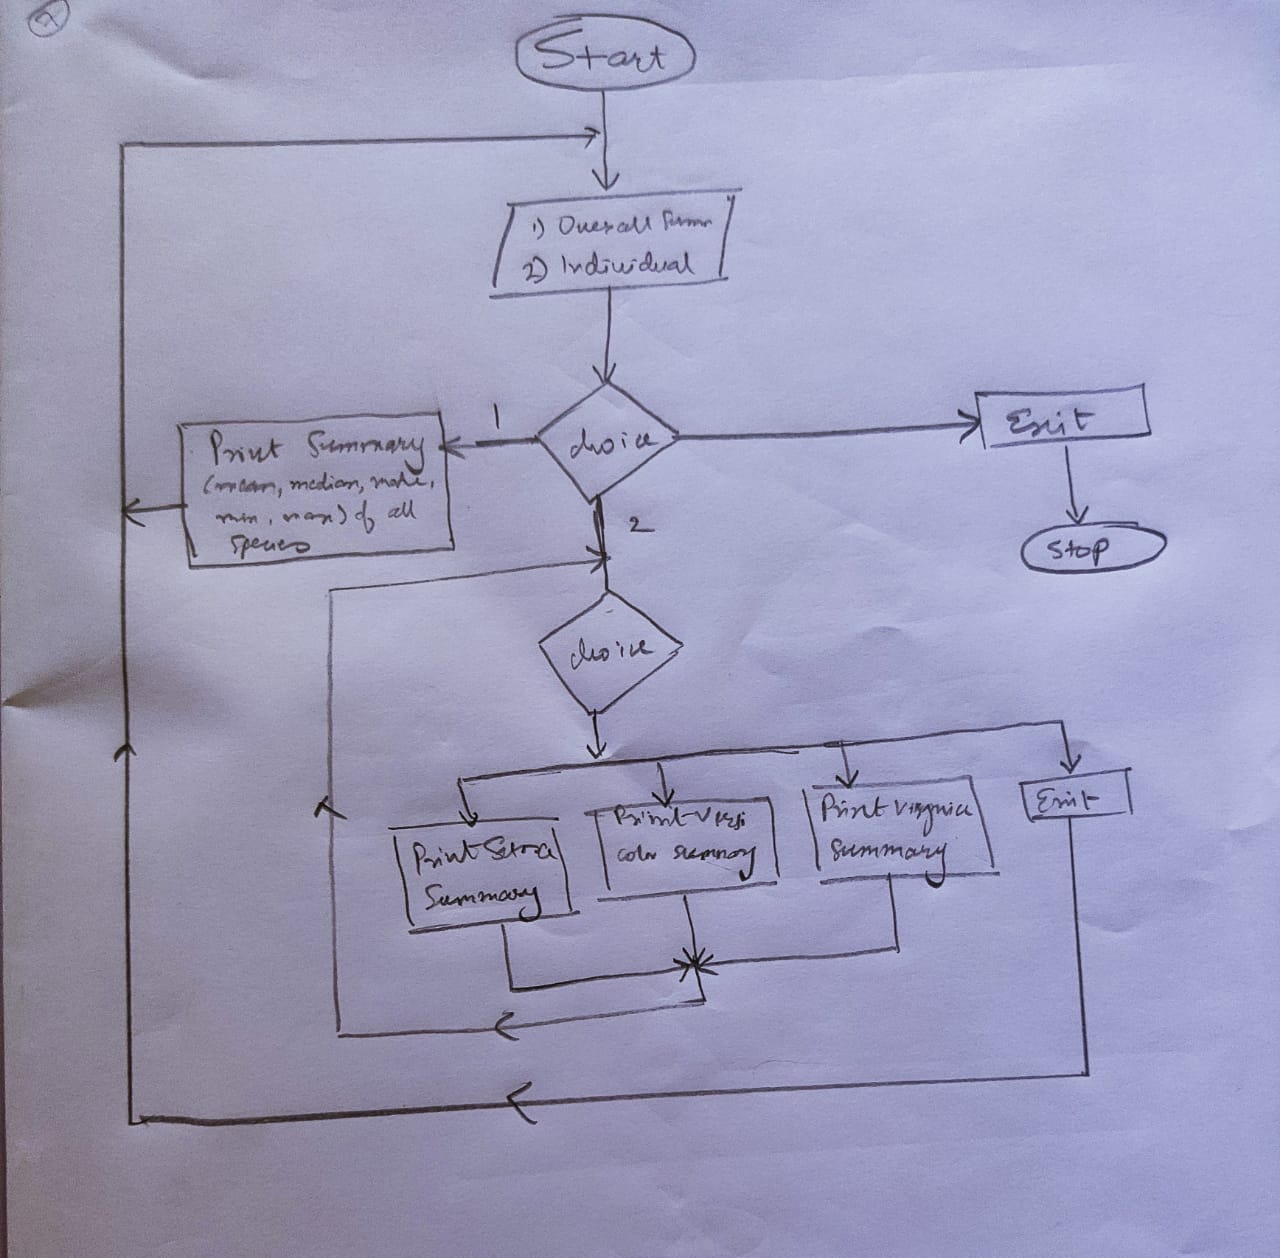 2
Start
1) Overall Summ
2) Individual
choice
1
Print Summary
(mean, median, mode,
min, max) of all
species
Exit
Stop
2
choice
Print Setosa
Summary
Print Versi
color summary
Print Virginica
summary
Exit